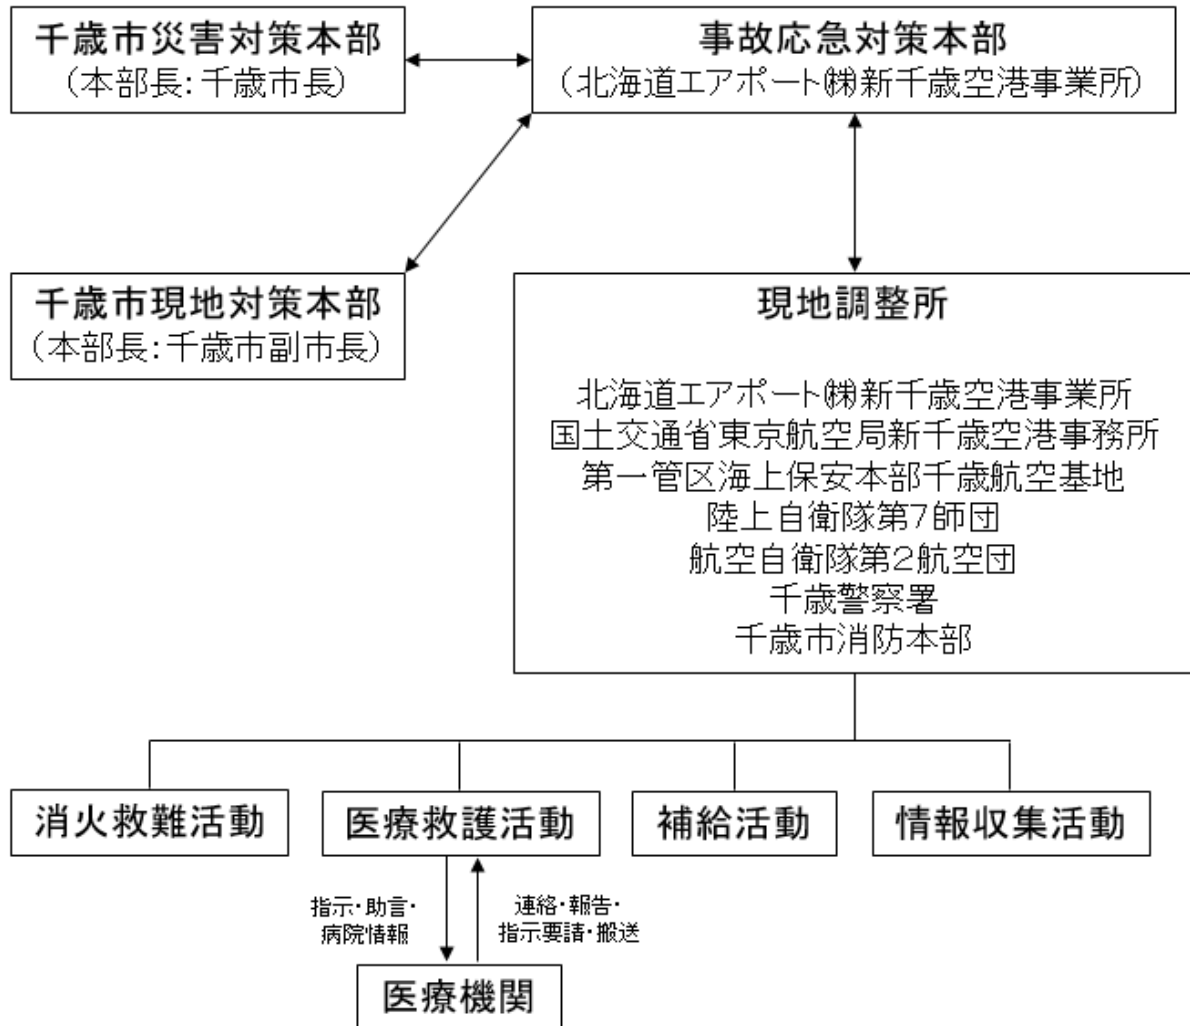 千歳市災害対策本部
（本部長：千歳市長）
事故応急対策本部
（北海道エアポート㈱新千歳空港事業所）
千歳市現地対策本部
（本部長：千歳市副市長）
現地調整所
北海道エアポート㈱新千歳空港事業所
国土交通省東京航空局新千歳空港事務所
第一管区海上保安本部千歳航空基地
陸上自衛隊第7師団
航空自衛隊第2航空団
千歳警察署
千歳市消防本部
消火救難活動
医療救護活動
補給活動
情報収集活動
指示・助言・
病院情報
連絡・報告・
指示要請・搬送
医療機関